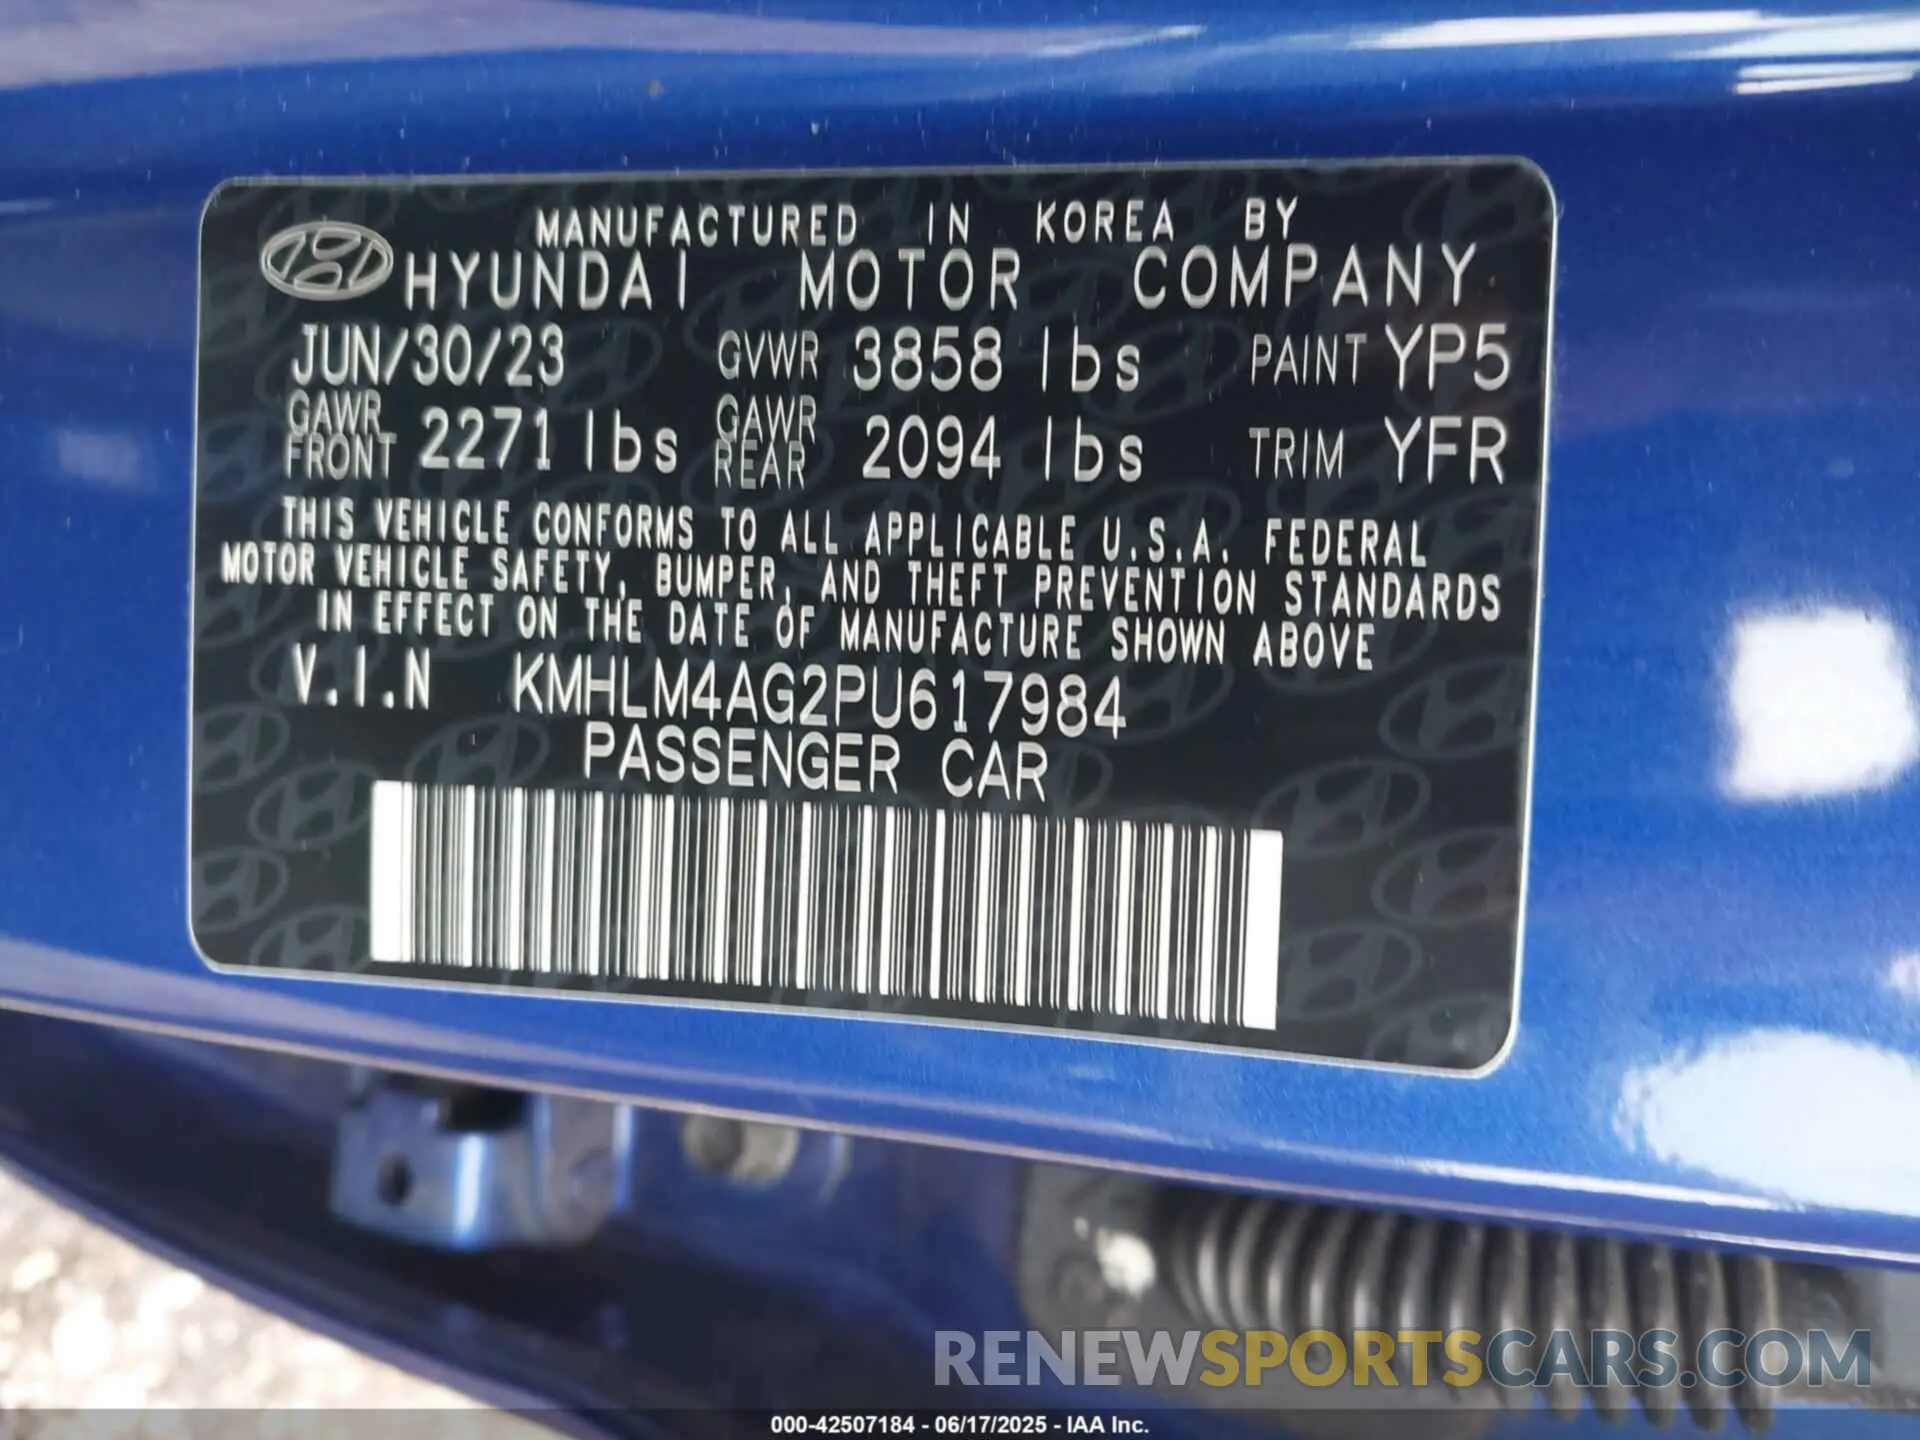 MANUFACTURED IN KOREA BY
HYUNDAI MOTOR COMPANY
JUN/30/23 GVWR 3858 lbs PAINT YP5
GAWR FRONT 2271 lbs GAWR REAR 2094 lbs TRIM YFR
THIS VEHICLE CONFORMS TO ALL APPLICABLE U.S.A. FEDERAL
MOTOR VEHICLE SAFETY, BUMPER, AND THEFT PREVENTION STANDARDS
IN EFFECT ON THE DATE OF MANUFACTURE SHOWN ABOVE
V.I.N KMHLM4AG2PU617984
PASSENGER CAR
RENEWSPORTSCARS.COM
000-42507184 - 06/17/2025 - IAA Inc.